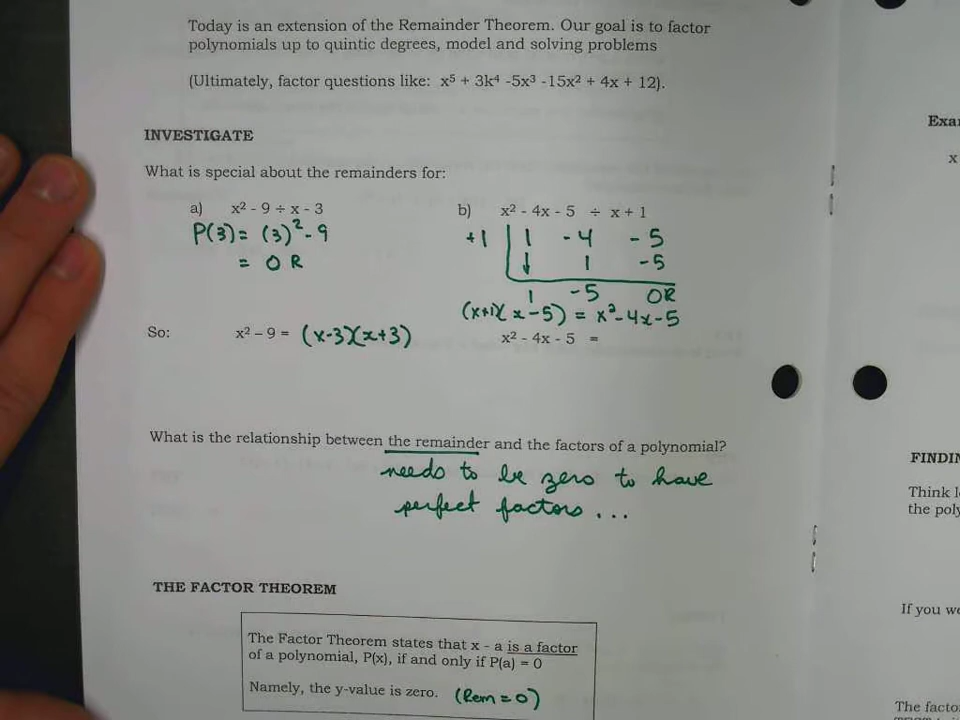 Today is an extension of the Remainder Theorem. Our goal is to factor
polynomials up to quintic degrees, model and solving problems
(Ultimately, factor questions like: x⁵ + 3k⁴ -5x³ -15x² + 4x + 12).
INVESTIGATE
What is special about the remainders for:
a) x² - 9 ÷ x - 3
P(3) = (3)² - 9
= 0 R
b) x² - 4x - 5 ÷ x + 1
+1 1 -4 -5
↓ 1 -5
1 -5 0R
(x+1)(x-5) = x²-4x-5
So: x² – 9 = (x-3)(x+3)
x² - 4x - 5 =
What is the relationship between the remainder and the factors of a polynomial?
needs to be zero to have
perfect factors ...
THE FACTOR THEOREM
The Factor Theorem states that x - a is a factor
of a polynomial, P(x), if and only if P(a) = 0
Namely, the y-value is zero. (Rem = 0)
x
FINDIN
Think
the poly
If you we
The facto